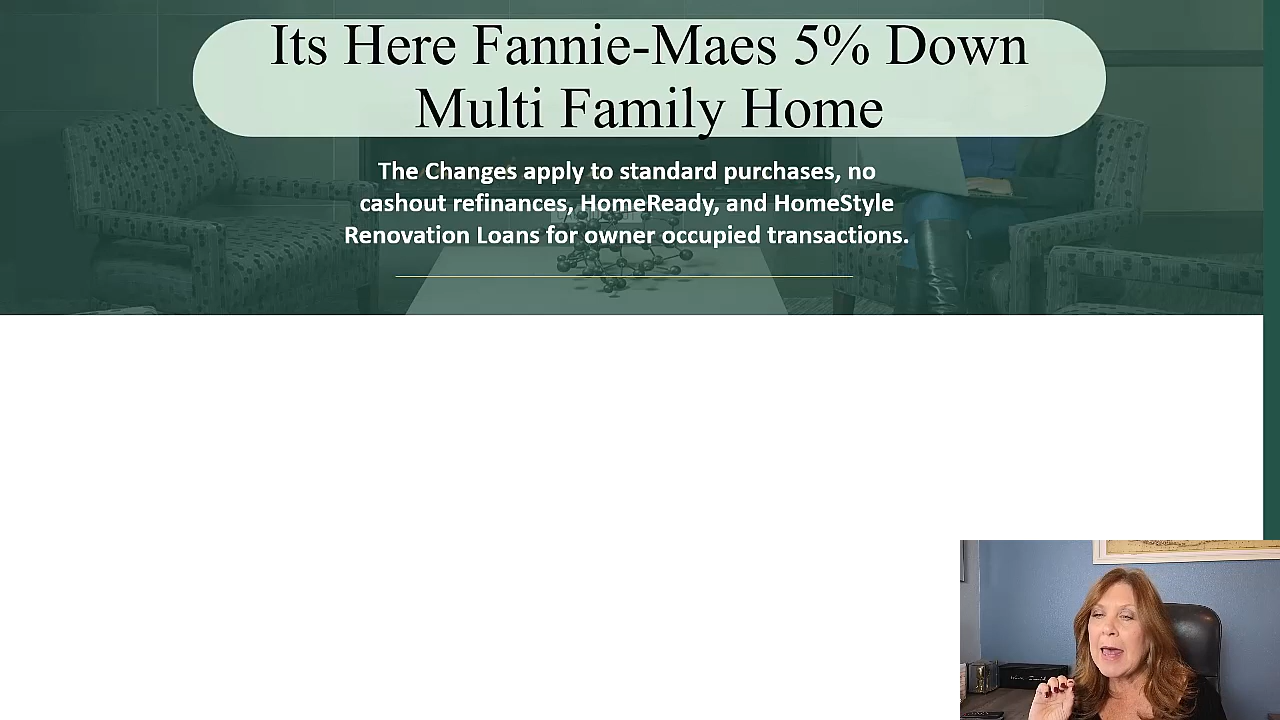 Its Here Fannie-Maes 5% Down
Multi Family Home
The Changes apply to standard purchases, no
cashout refinances, HomeReady, and HomeStyle
Renovation Loans for owner occupied transactions.